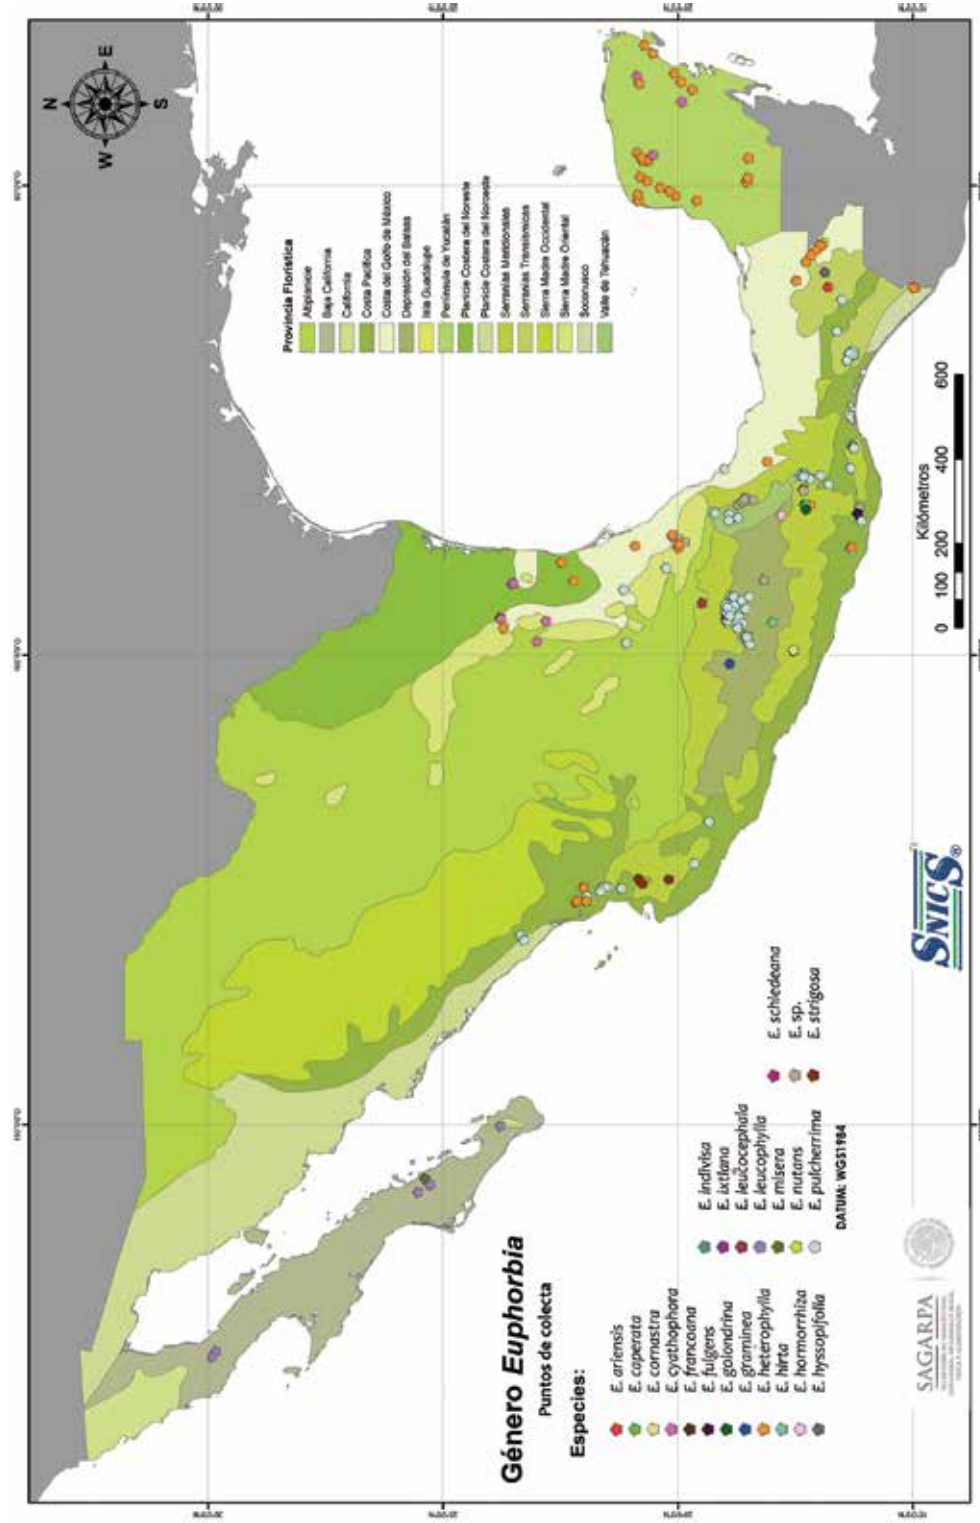 N
W
E
S
Provincia Florística
Altiplanicie
Baja California
California
Costa Pacífica
Costa del Golfo de México
Depresión del Balsas
Isla Guadalupe
Península de Yucatán
Planicie Costera del Noreste
Planicie Costera del Noroeste
Serranías Meridionales
Serranías Transístmicas
Sierra Madre Occidental
Sierra Madre Oriental
Soconusco
Valle de Tehuacán
Género Euphorbia
Puntos de colecta
Especies:
E. ariensis
E. caperata
E. cornastra
E. cyathophora
E. francoana
E. fulgens
E. golondrina
E. graminea
E. heterophylla
E. hirta
E. hormorrhiza
E. hyssopifolia
E. indivisa
E. ixtlana
E. leucocephala
E. leucophylla
E. misera
E. nutans
E. pulcherrima
E. schiedeana
E. sp.
E. strigosa
DATUM: WGS1984
Kilómetros
0 100 200 400 600
SAGARPA
SNICS®